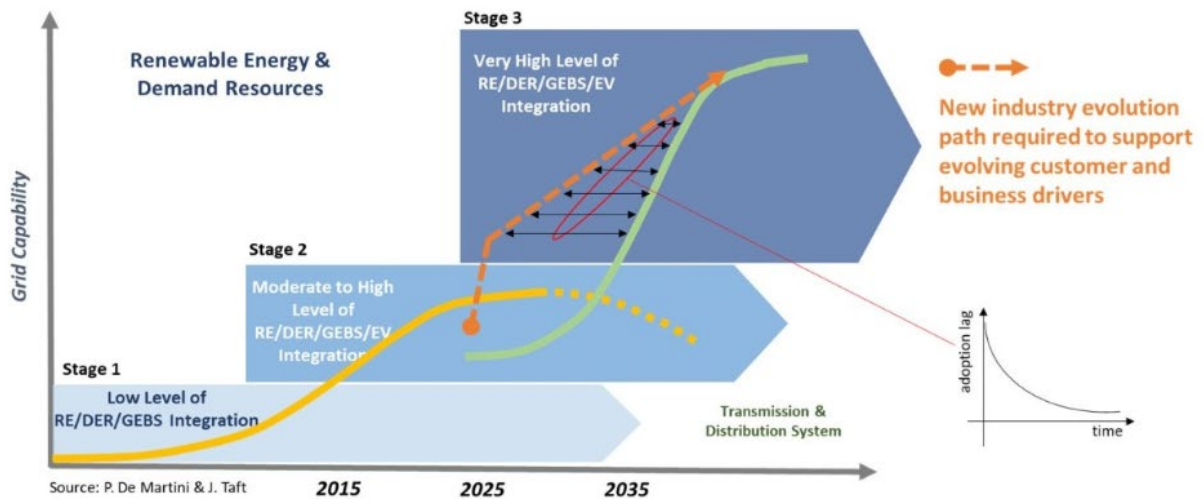 Stage 3
Renewable Energy &
Demand Resources
Very High Level of
RE/DER/GEBS/EV
Integration
New industry evolution
path required to support
evolving customer and
business drivers
Grid Capability
Stage 2
Moderate to High
Level of
RE/DER/GEBS/EV
Integration
Stage 1
Low Level of
RE/DER/GEBS Integration
Transmission &
Distribution System
adoption lag
time
Source: P. De Martini & J. Taft
2015
2025
2035